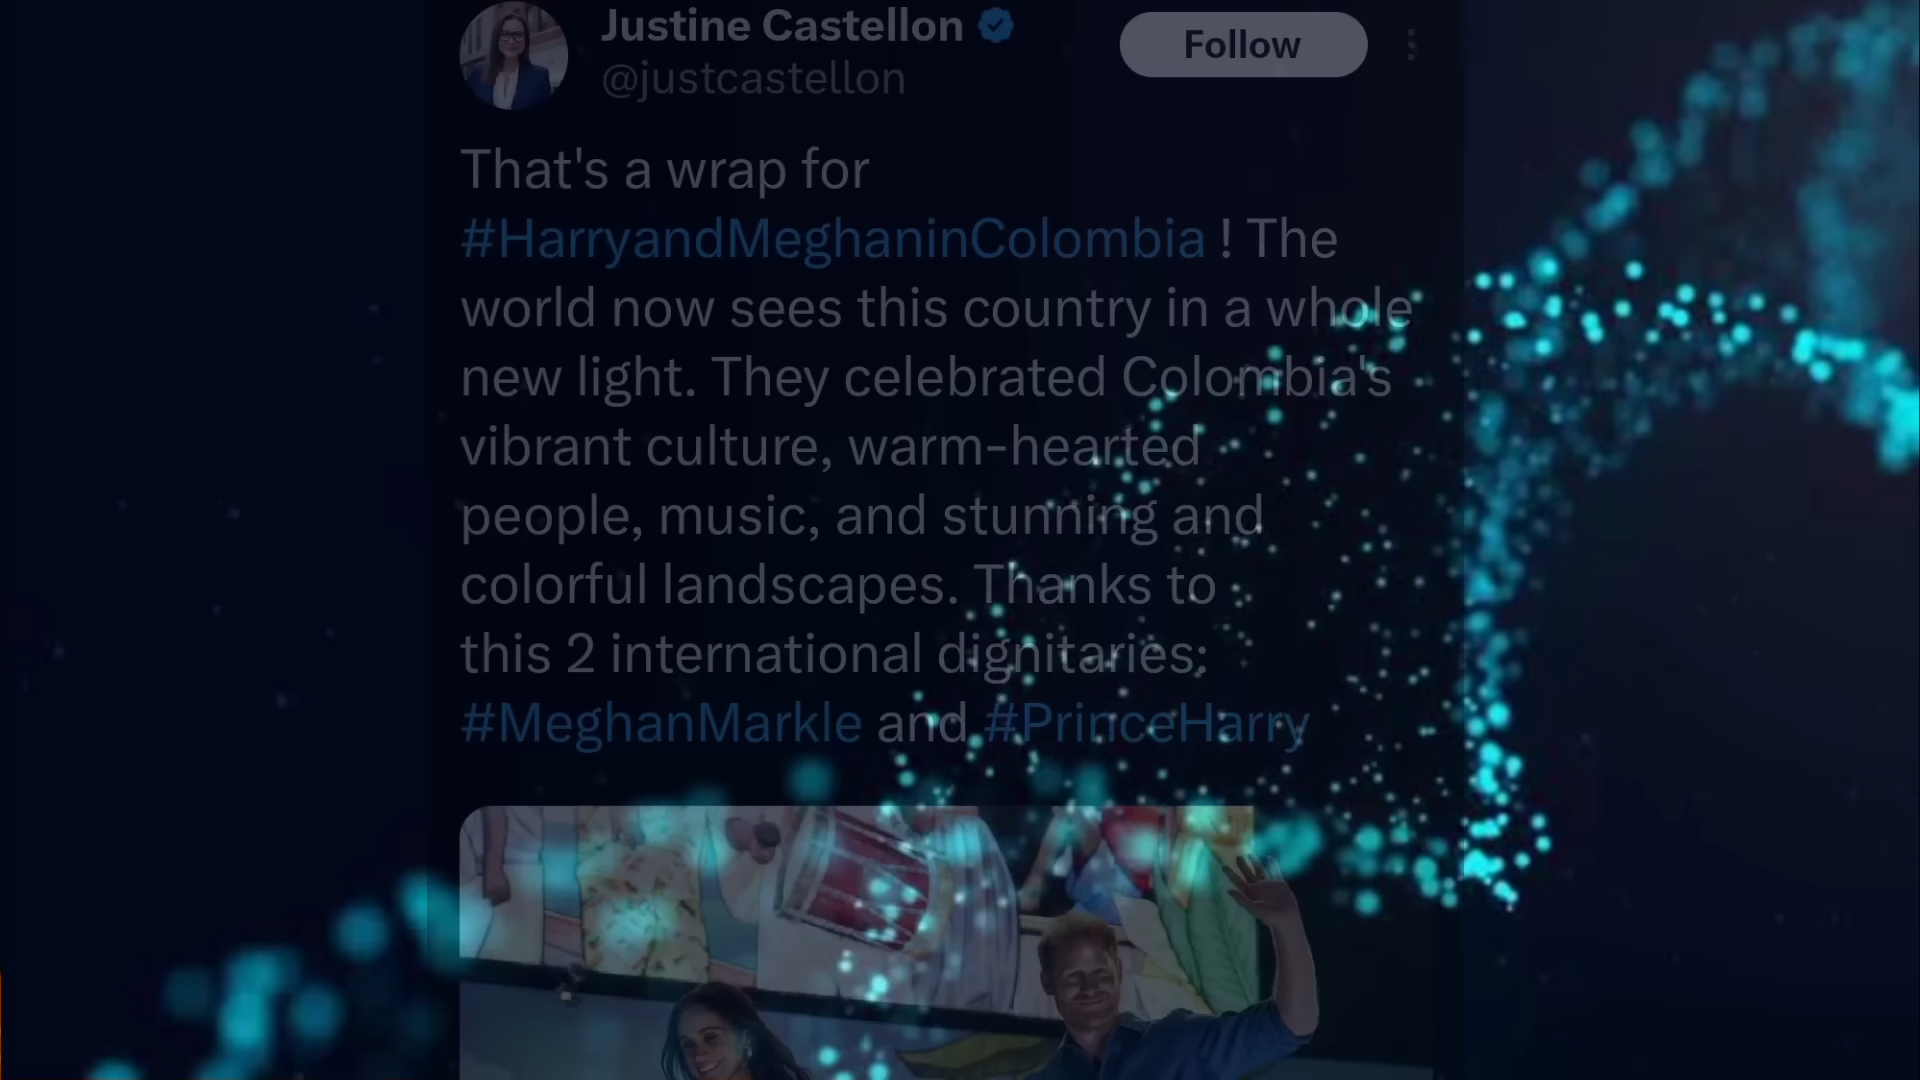 Justine Castellon
@justcastellon
Follow
That's a wrap for
#HarryandMeghaninColombia ! The
world now sees this country in a whole
new light. They celebrated Colombia's
vibrant culture, warm-hearted
people, music, and stunning and
colorful landscapes. Thanks to
this 2 international dignitaries:
#MeghanMarkle and #PrinceHarry